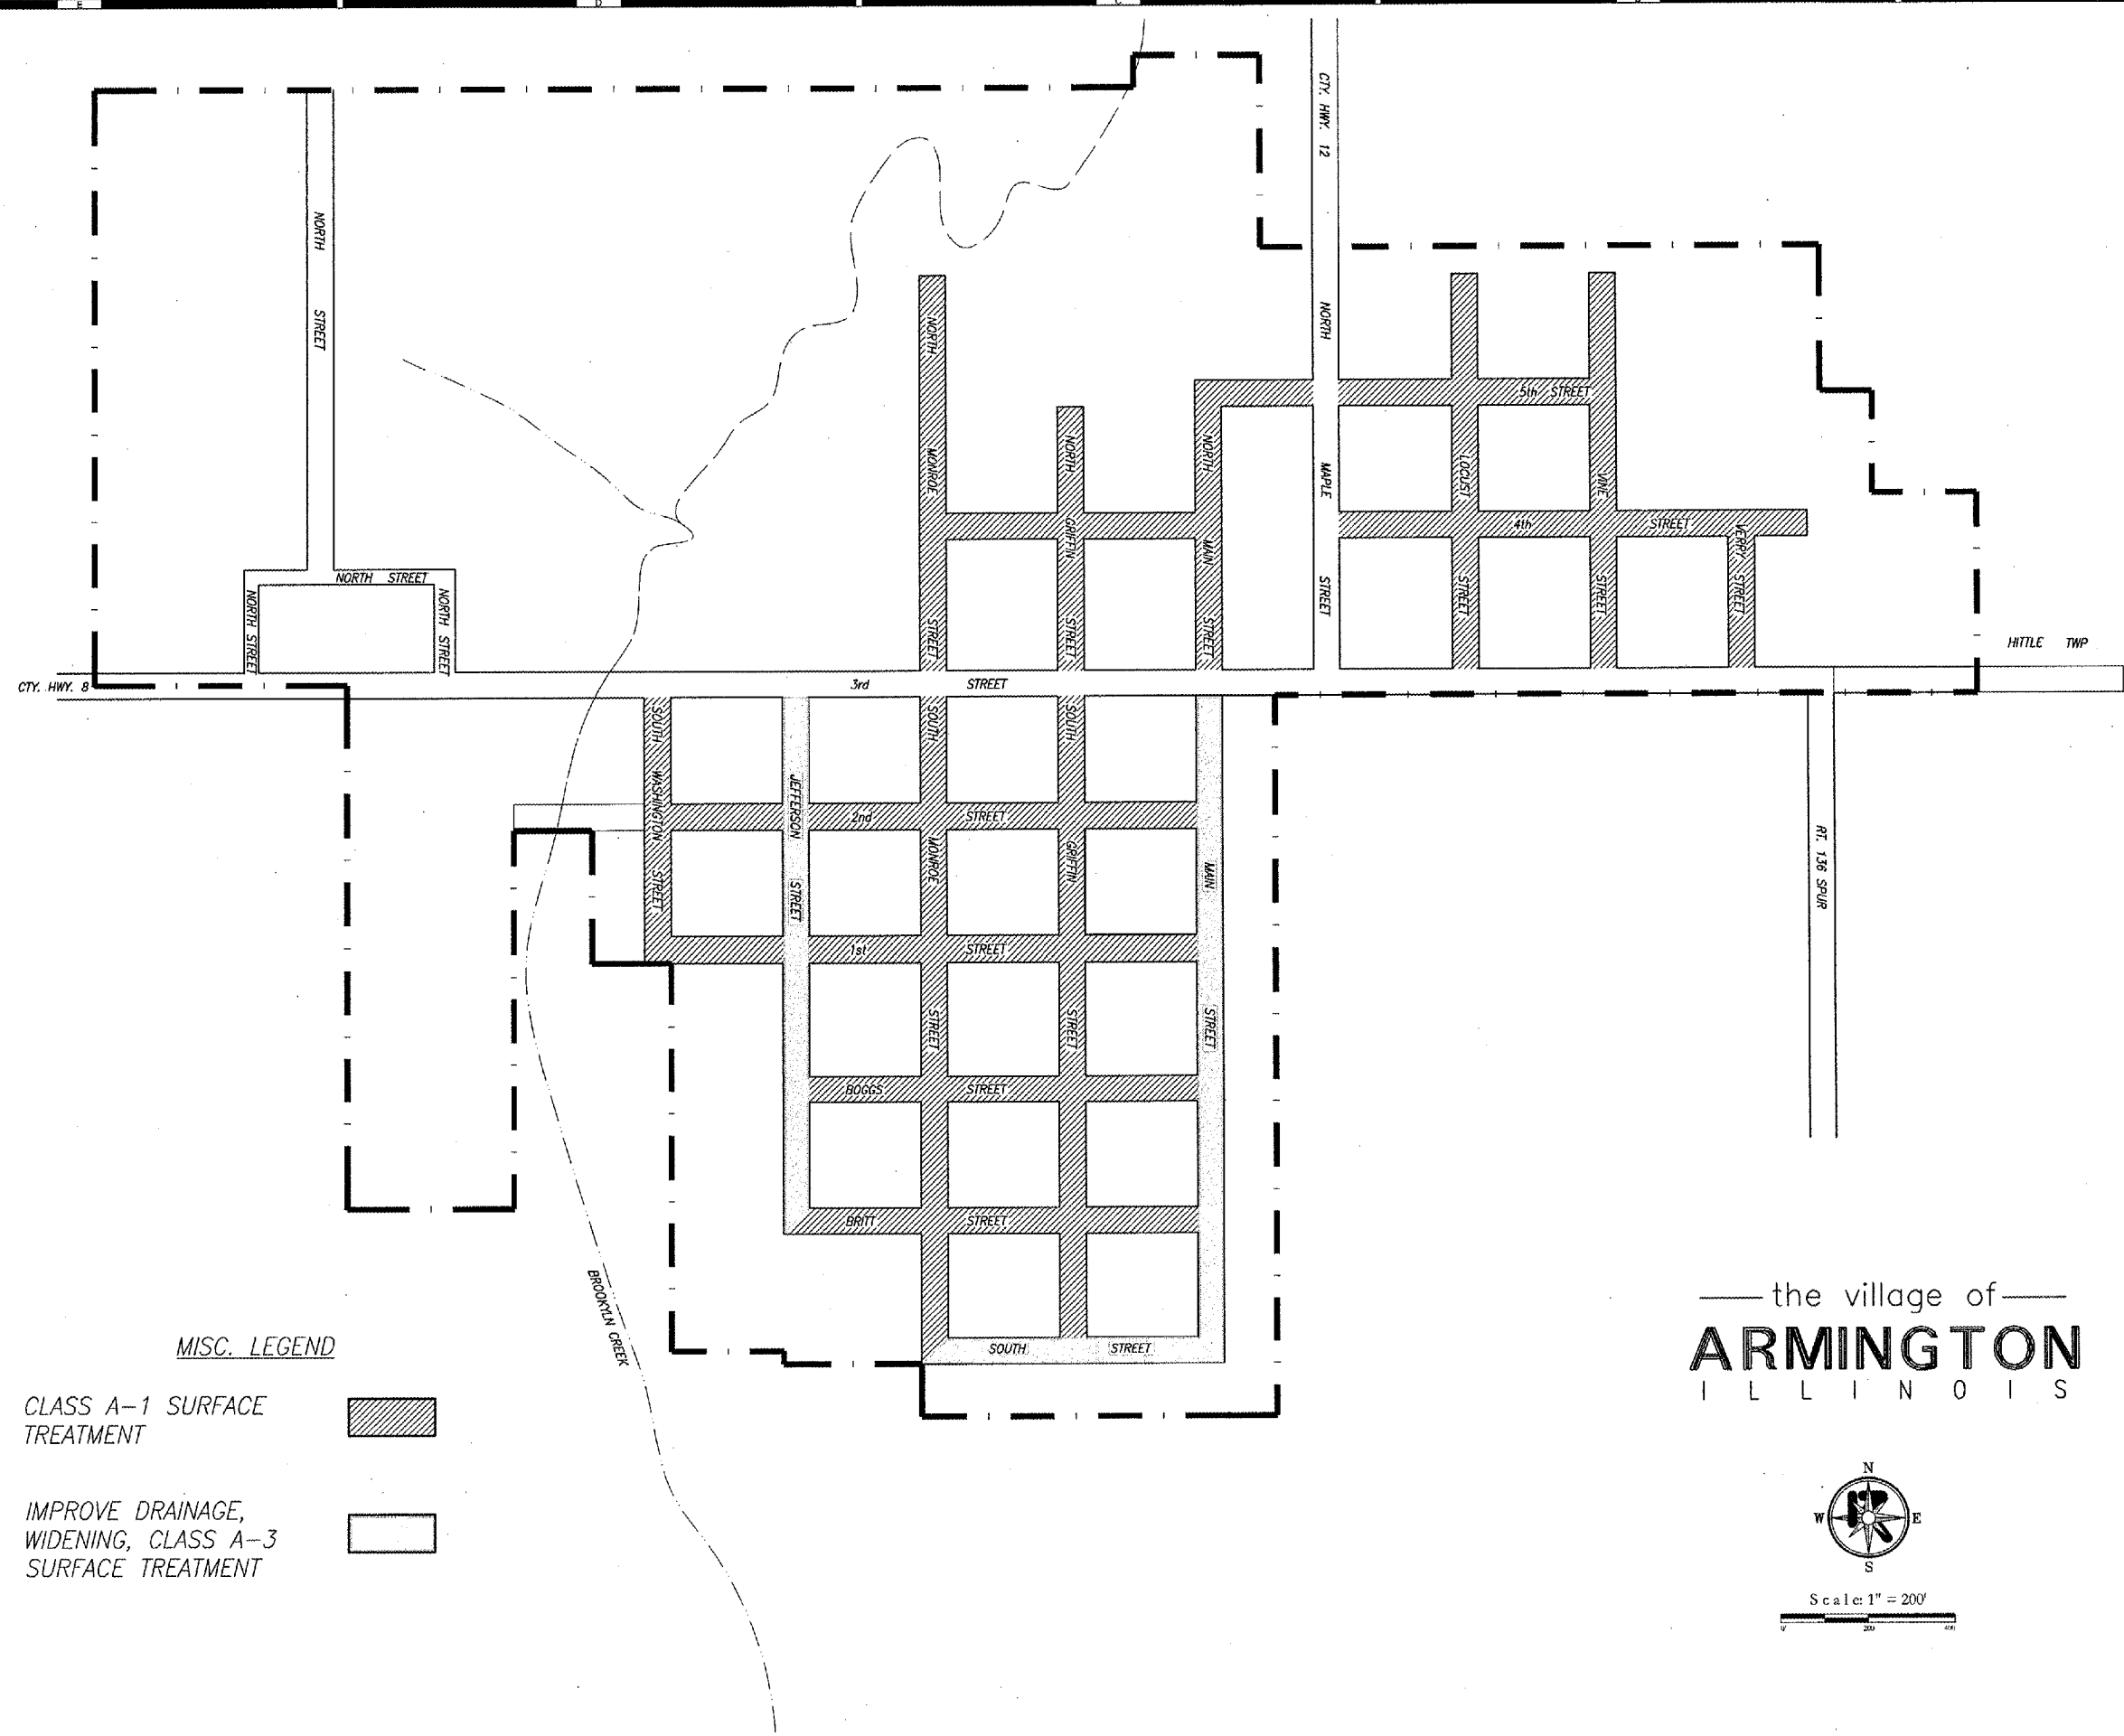 E
D
C
CTY. HWY. 12
NORTH STREET
NORTH
NORTH
MONROE
STREET
NORTH
GRIFFIN
STREET
NORTH
MAIN
STREET
MAPLE
STREET
5th STREET
LOCUST
STREET
VINE
STREET
4th STREET
VERRY STREET
NORTH STREET
NORTH STREET
NORTH STREET
HITTLE TWP
CTY. HWY. 8
3rd STREET
SOUTH WASHINGTON STREET
JEFFERSON STREET
SOUTH
MONROE
STREET
SOUTH
GRIFFIN
STREET
MAIN
STREET
2nd STREET
1st STREET
BOGGS STREET
BRITT STREET
SOUTH STREET
RT. 136 SPUR
BROOKYLN CREEK
MISC. LEGEND
CLASS A-1 SURFACE
TREATMENT
IMPROVE DRAINAGE,
WIDENING, CLASS A-3
SURFACE TREATMENT
the village of
ARMINGTON
ILLINOIS
N
W
E
S
Scale: 1" = 200'
0'
200
400